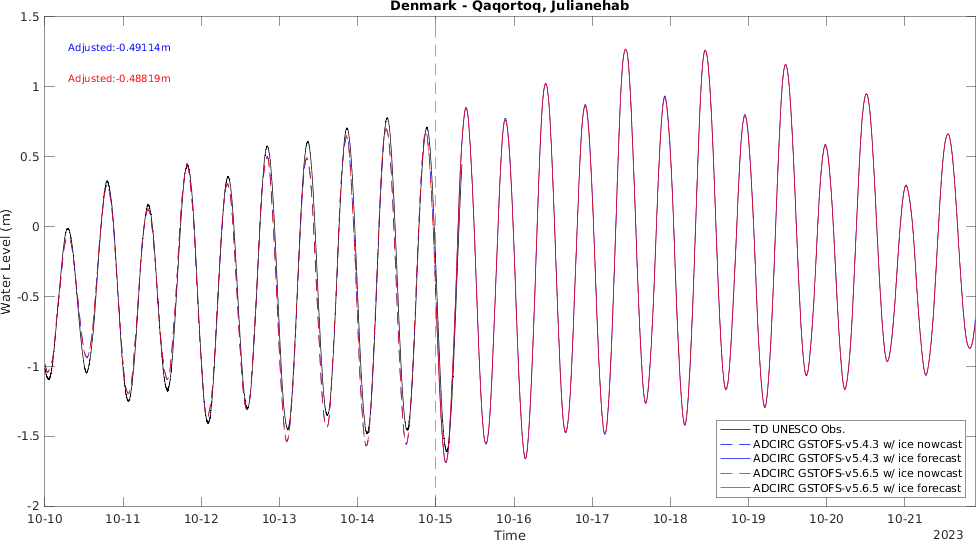 Denmark - Qaqortoq, Julianehab
Adjusted:-0.49114m
Adjusted:-0.48819m
1.5
1
0.5
0
-0.5
-1
-1.5
-2
Water Level (m)
TD UNESCO Obs.
ADCIRC GSTOFS-v5.4.3 w/ ice nowcast
ADCIRC GSTOFS-v5.4.3 w/ ice forecast
ADCIRC GSTOFS-v5.6.5 w/ ice nowcast
ADCIRC GSTOFS-v5.6.5 w/ ice forecast
10-10 10-11 10-12 10-13 10-14 10-15 10-16 10-17 10-18 10-19 10-20 10-21
Time
2023